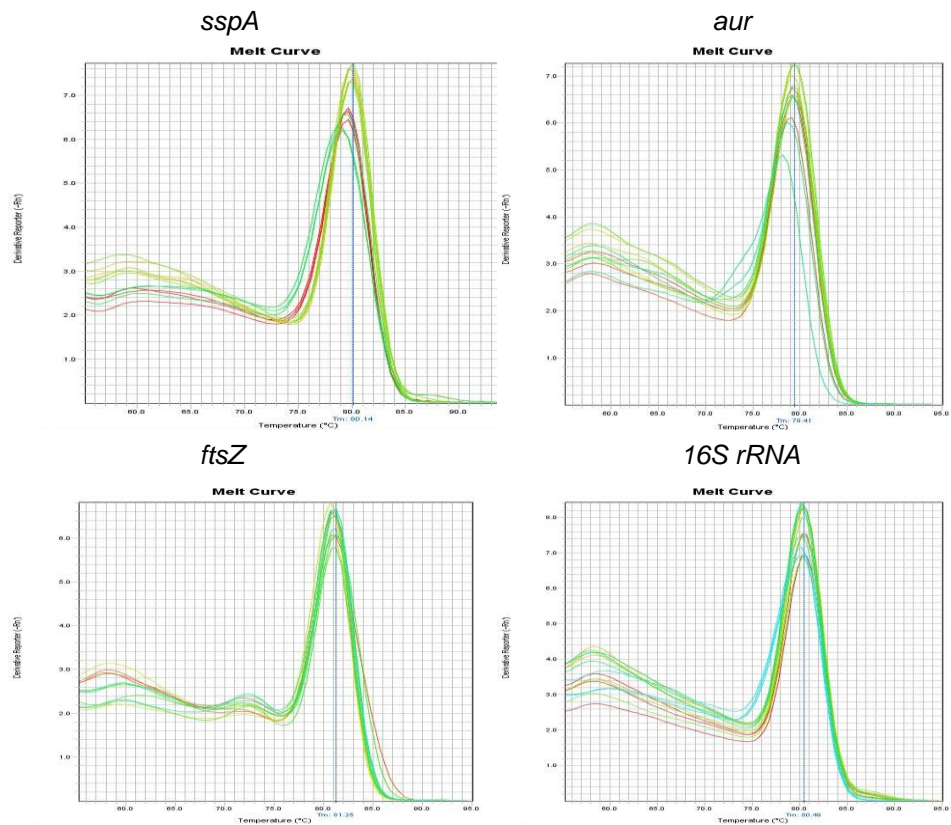 sspA
Melt Curve
Derivative Reporter (-Rn')
7.0
6.0
5.0
4.0
3.0
2.0
1.0
60.0 65.0 70.0 75.0 80.0 85.0 90.0
Tm: 80.14
Temperature (°C)
aur
Melt Curve
Derivative Reporter (-Rn')
7.0
6.0
5.0
4.0
3.0
2.0
1.0
60.0 65.0 70.0 75.0 80.0 85.0 90.0 95.0
Tm: 79.41
Temperature (°C)
ftsZ
Melt Curve
Derivative Reporter (-Rn')
6.0
5.0
4.0
3.0
2.0
1.0
60.0 65.0 70.0 75.0 80.0 85.0 90.0 95.0
Tm:
Temperature (°C)
16S rRNA
Melt Curve
Derivative Reporter (-Rn')
8.0
7.0
6.0
5.0
4.0
3.0
2.0
1.0
60.0 65.0 70.0 75.0 80.0 85.0 90.0 95.0
Tm:
Temperature (°C)